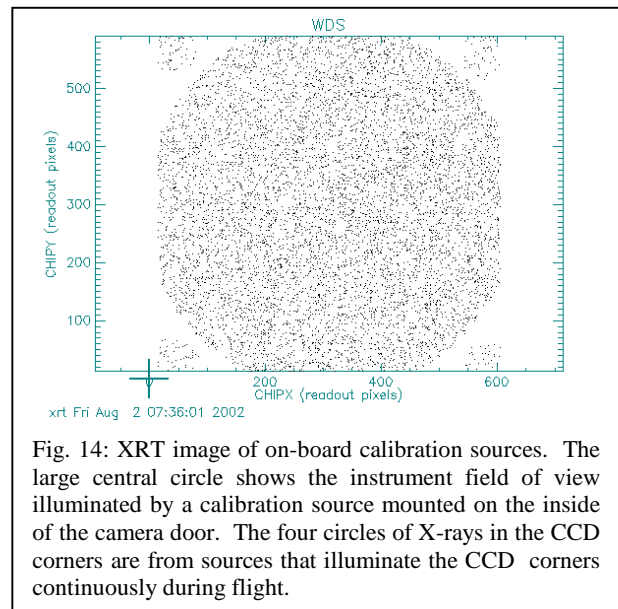 WDS
500
400
300
200
100
CHIPY (readout pixels)
0 200 400 600
CHIPX (readout pixels)
xrt Fri Aug 2 07:36:01 2002
Fig. 14: XRT image of on-board calibration sources. The
large central circle shows the instrument field of view
illuminated by a calibration source mounted on the inside
of the camera door. The four circles of X-rays in the CCD
corners are from sources that illuminate the CCD corners
continuously during flight.